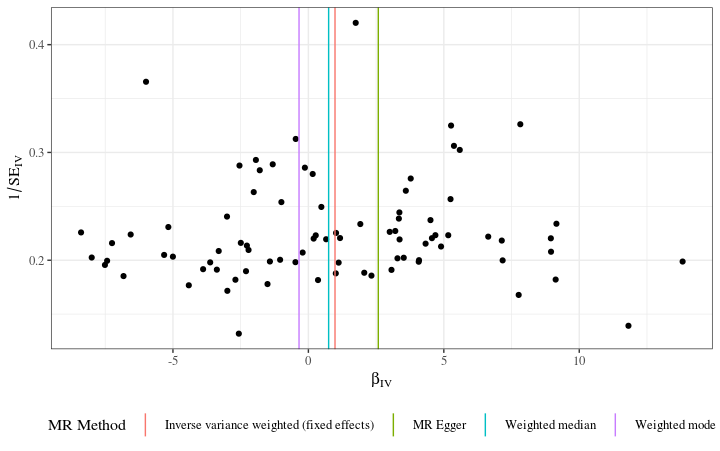 0.4
0.3
0.2
1/SE_IV
-5 0 5 10
β_IV
MR Method Inverse variance weighted (fixed effects) MR Egger Weighted median Weighted mode